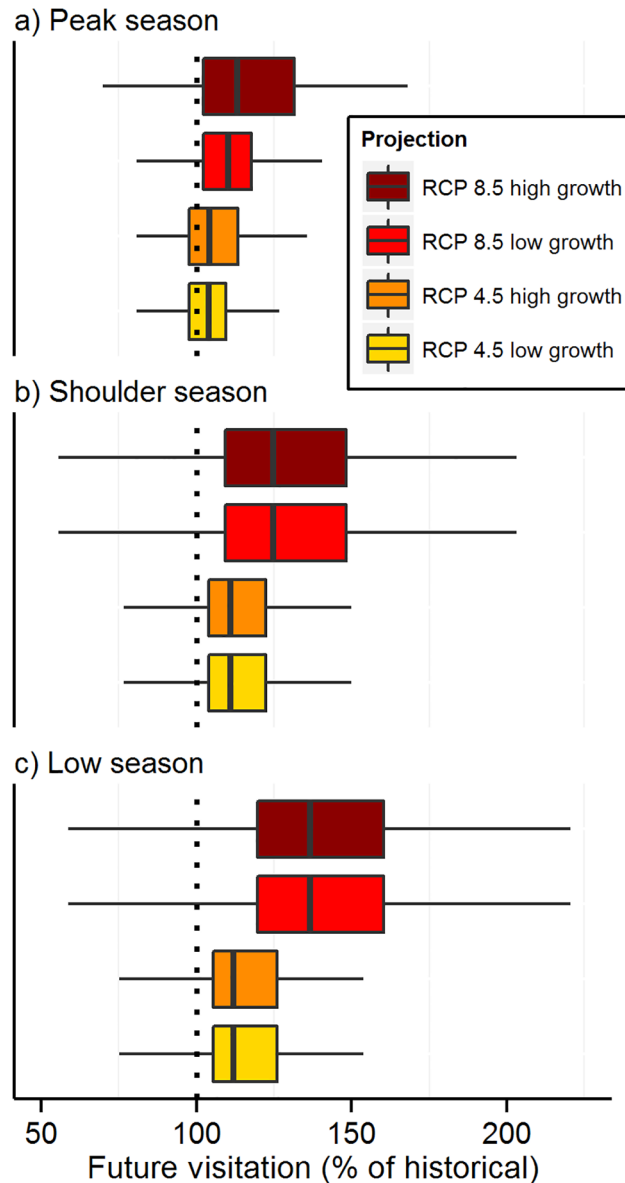 a) Peak season
Projection
RCP 8.5 high growth
RCP 8.5 low growth
RCP 4.5 high growth
RCP 4.5 low growth
b) Shoulder season
c) Low season
50 100 150 200
Future visitation (% of historical)